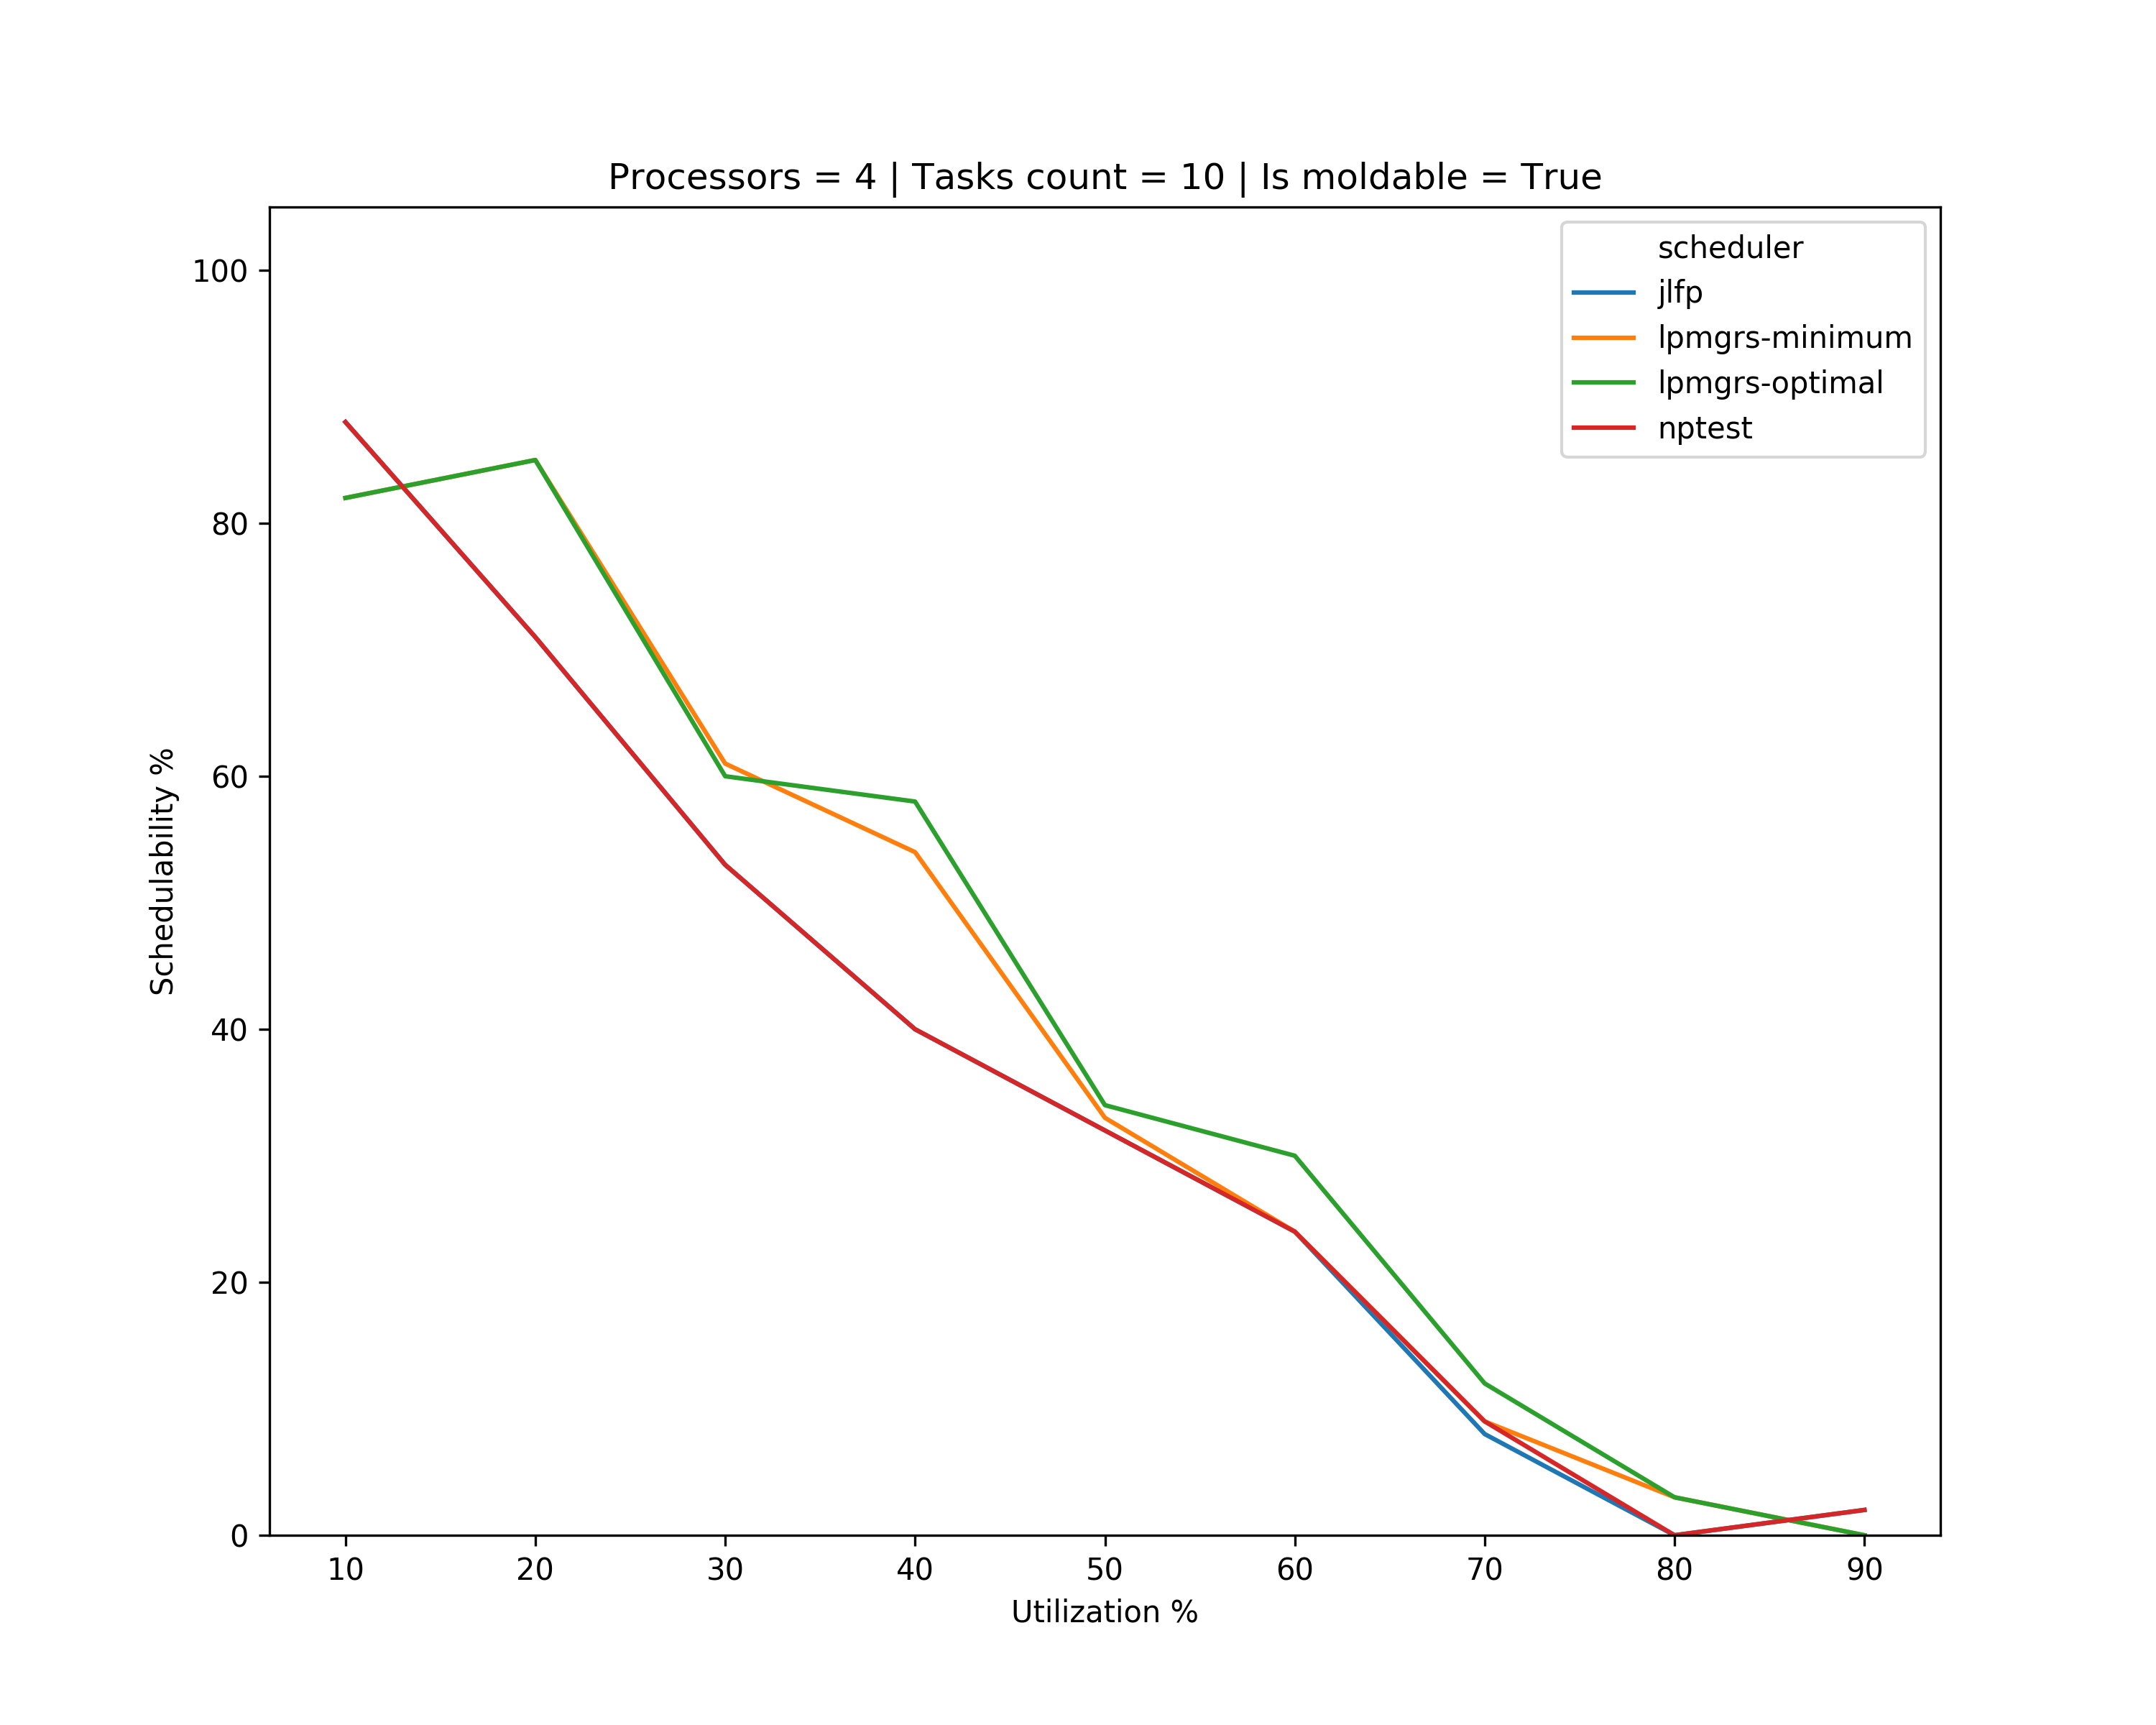 Processors = 4 | Tasks count = 10 | Is moldable = True
scheduler
jlfp
lpmgrs-minimum
lpmgrs-optimal
nptest
Schedulability %
100
80
60
40
20
0
10 20 30 40 50 60 70 80 90
Utilization %